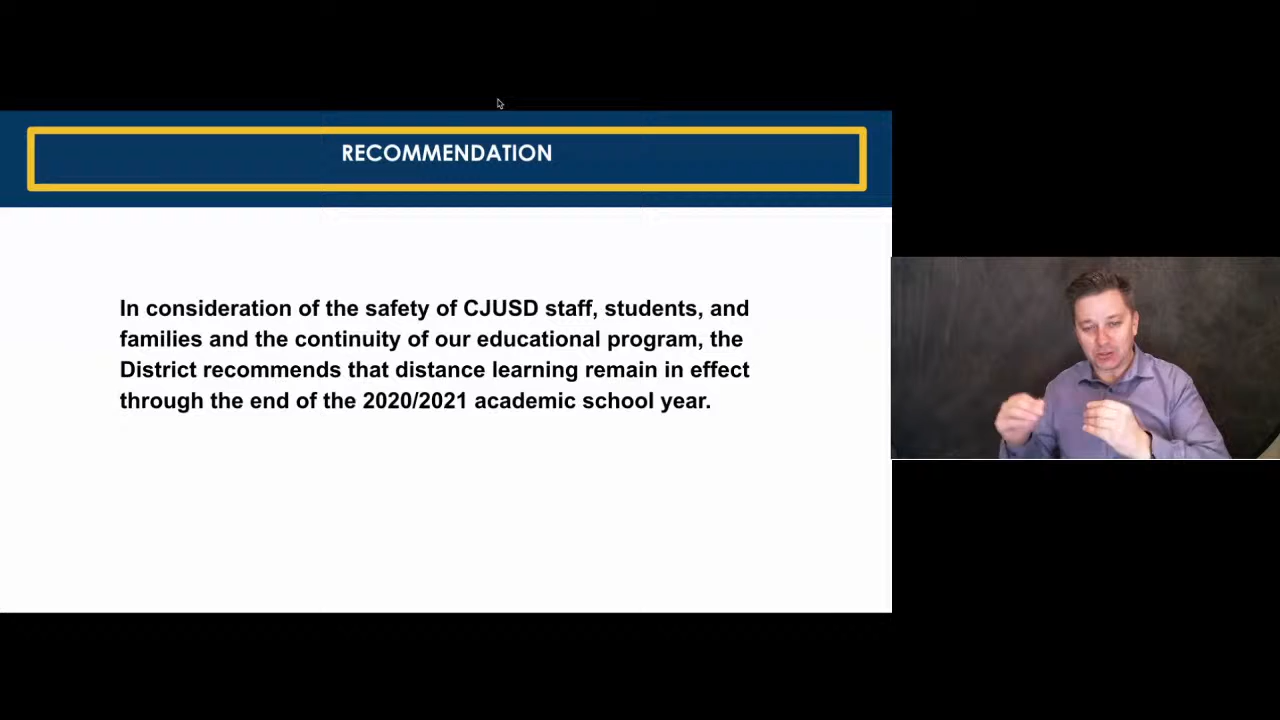 RECOMMENDATION
In consideration of the safety of CJUSD staff, students, and
families and the continuity of our educational program, the
District recommends that distance learning remain in effect
through the end of the 2020/2021 academic school year.